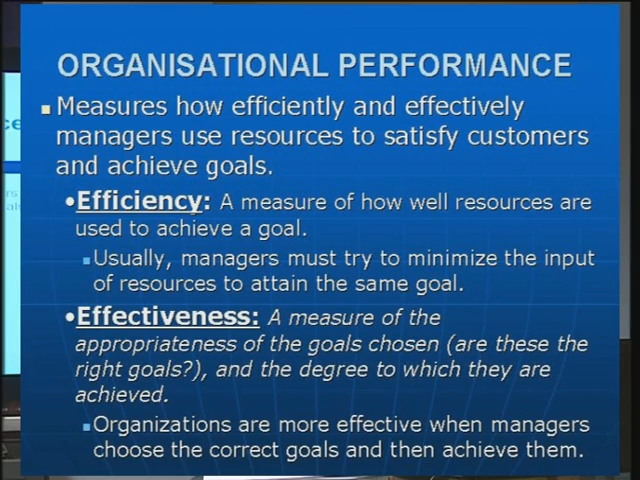 ORGANISATIONAL PERFORMANCE
Measures how efficiently and effectively
managers use resources to satisfy customers
and achieve goals.
•Efficiency: A measure of how well resources are
used to achieve a goal.
Usually, managers must try to minimize the input
of resources to attain the same goal.
•Effectiveness: A measure of the
appropriateness of the goals chosen (are these the
right goals?), and the degree to which they are
achieved.
Organizations are more effective when managers
choose the correct goals and then achieve them.